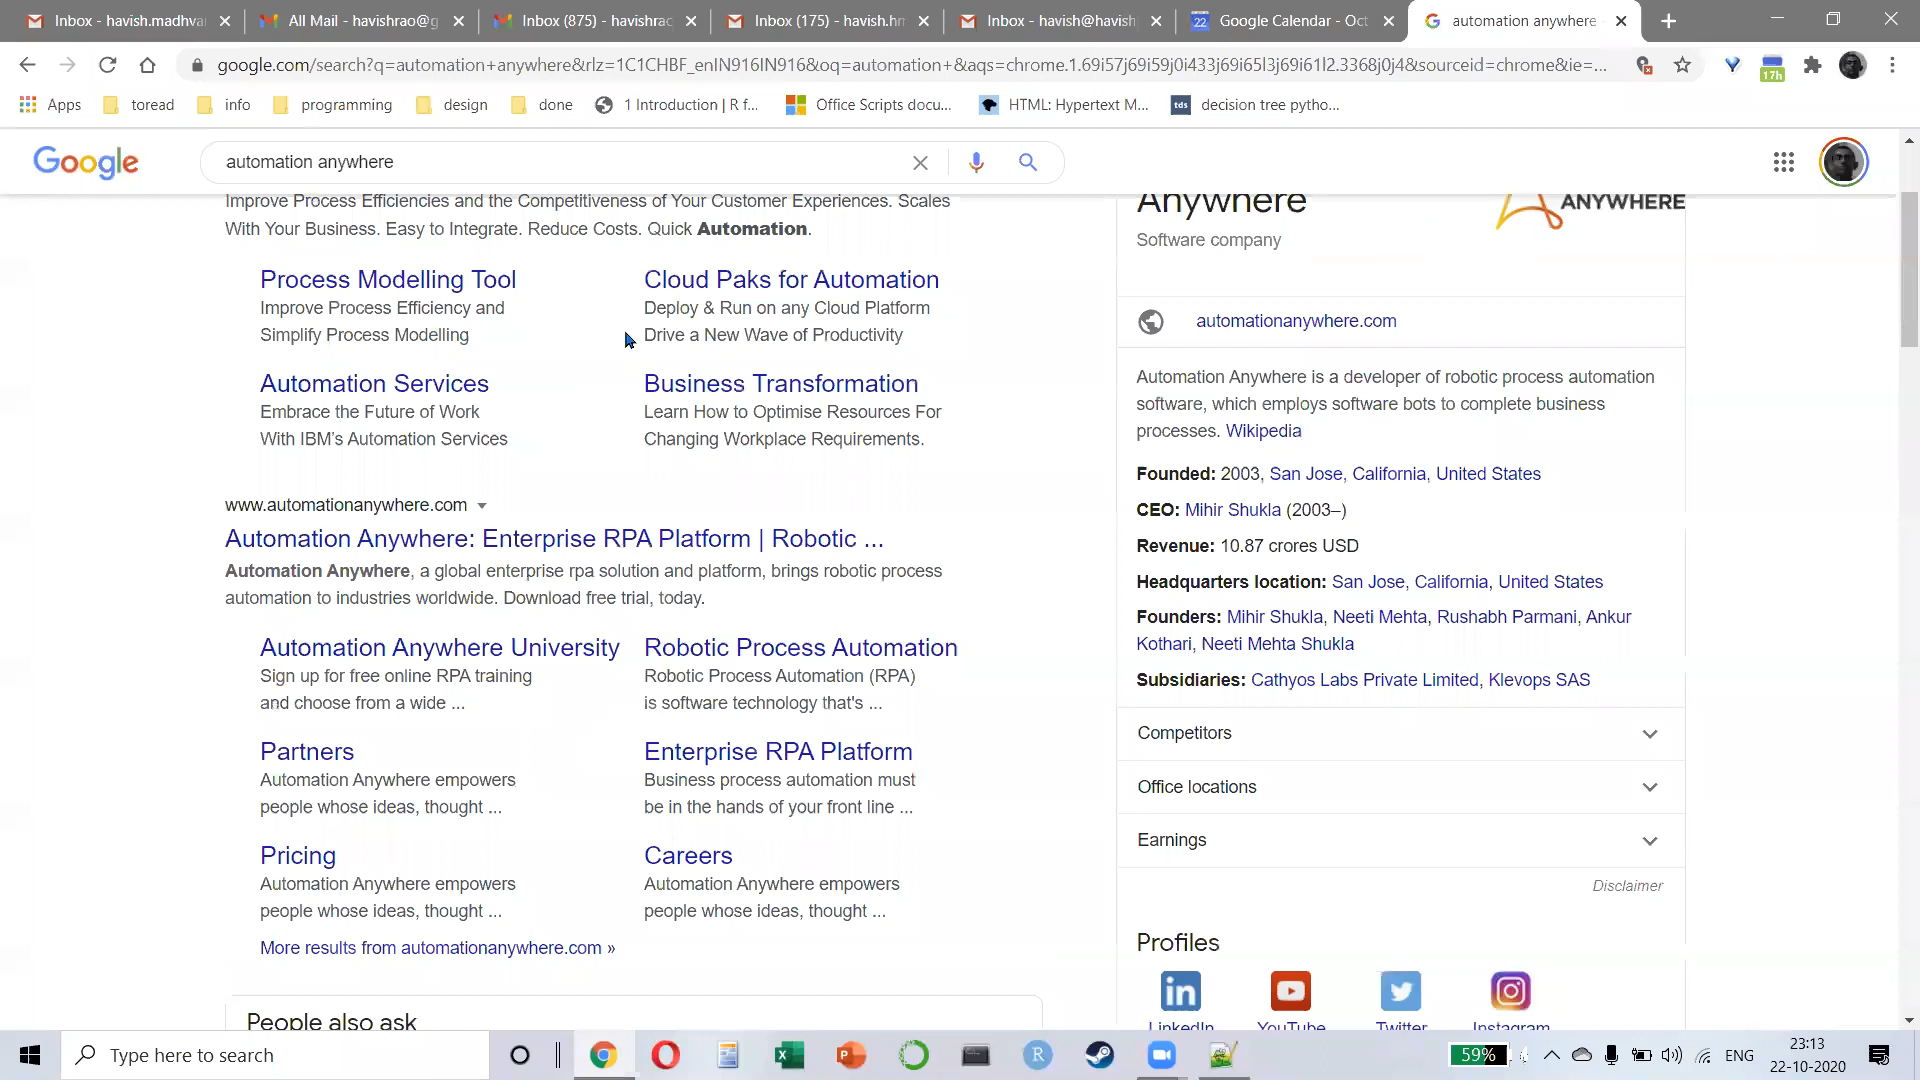 Inbox - havish.madhva
All Mail - havishrao@g
Inbox (875) - havishrao
Inbox (175) - havish.hm
Inbox - havish@havish
22
Google Calendar - Oct
automation anywhere
google.com/search?q=automation+anywhere&rlz=1C1CHBF_enIN916IN916&oq=automation+&aqs=chrome.1.69i57j69i59j0i433j69i65l3j69i61l2.3368j0j4&sourceid=chrome&ie=...
17h
Apps
toread
info
programming
design
done
1 Introduction | R f...
Office Scripts docu...
HTML: Hypertext M...
tds
decision tree pytho...
Google
automation anywhere
Improve Process Efficiencies and the Competitiveness of Your Customer Experiences. Scales
With Your Business. Easy to Integrate. Reduce Costs. Quick Automation.
Process Modelling Tool
Improve Process Efficiency and
Simplify Process Modelling
Cloud Paks for Automation
Deploy & Run on any Cloud Platform
Drive a New Wave of Productivity
Automation Services
Embrace the Future of Work
With IBM's Automation Services
Business Transformation
Learn How to Optimise Resources For
Changing Workplace Requirements.
www.automationanywhere.com
Automation Anywhere: Enterprise RPA Platform | Robotic ...
Automation Anywhere, a global enterprise rpa solution and platform, brings robotic process
automation to industries worldwide. Download free trial, today.
Automation Anywhere University
Sign up for free online RPA training
and choose from a wide ...
Robotic Process Automation
Robotic Process Automation (RPA)
is software technology that's ...
Partners
Automation Anywhere empowers
people whose ideas, thought ...
Enterprise RPA Platform
Business process automation must
be in the hands of your front line ...
Pricing
Automation Anywhere empowers
people whose ideas, thought ...
Careers
Automation Anywhere empowers
people whose ideas, thought ...
More results from automationanywhere.com »
People also ask
Anywhere
Software company
ANYWHERE
automationanywhere.com
Automation Anywhere is a developer of robotic process automation
software, which employs software bots to complete business
processes. Wikipedia
Founded: 2003, San Jose, California, United States
CEO: Mihir Shukla (2003–)
Revenue: 10.87 crores USD
Headquarters location: San Jose, California, United States
Founders: Mihir Shukla, Neeti Mehta, Rushabh Parmani, Ankur
Kothari, Neeti Mehta Shukla
Subsidiaries: Cathyos Labs Private Limited, Klevops SAS
Competitors
Office locations
Earnings
Disclaimer
Profiles
LinkedIn
YouTube
Twitter
Instagram
Type here to search
59%
ENG
23:13
22-10-2020